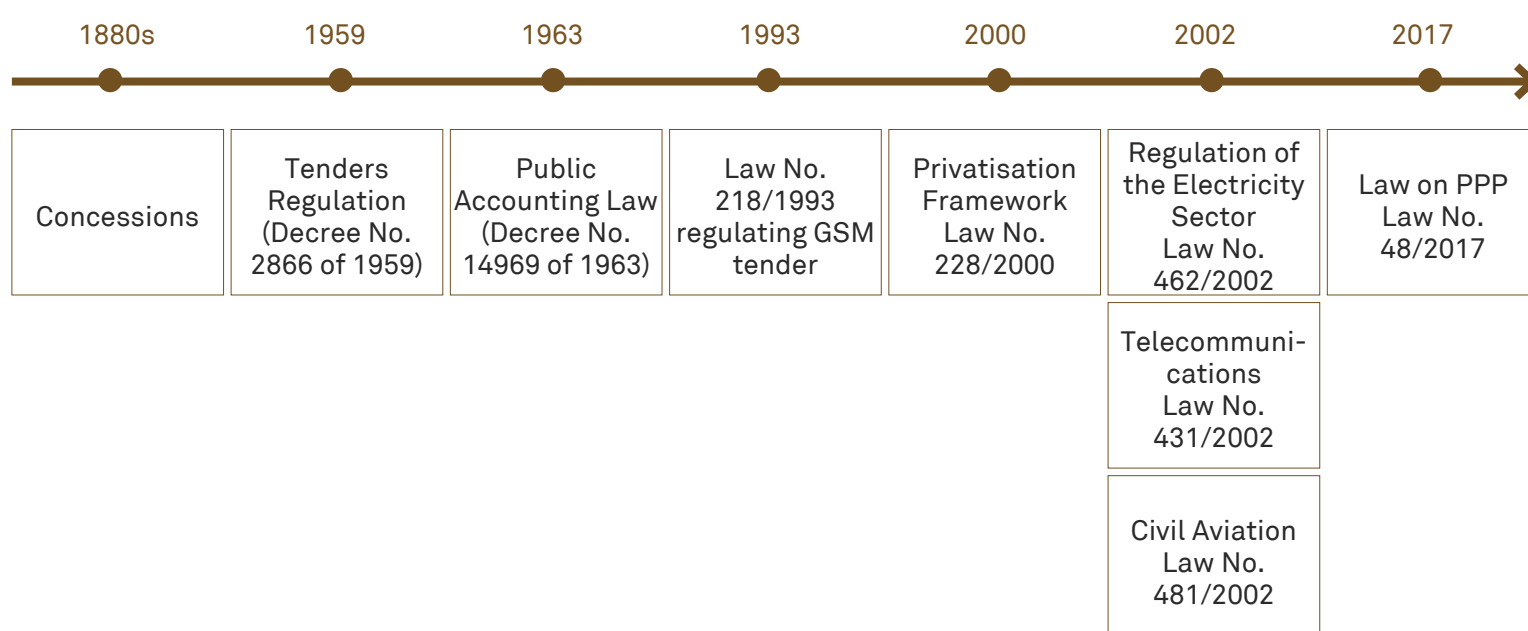 1880s
1959
1963
1993
2000
2002
2017
Concessions
Tenders
Regulation
(Decree No.
2866 of 1959)
Public
Accounting Law
(Decree No.
14969 of 1963)
Law No.
218/1993
regulating GSM
tender
Privatisation
Framework
Law No.
228/2000
Regulation of
the Electricity
Sector
Law No.
462/2002
Telecommuni-
cations
Law No.
431/2002
Civil Aviation
Law No.
481/2002
Law on PPP
Law No.
48/2017